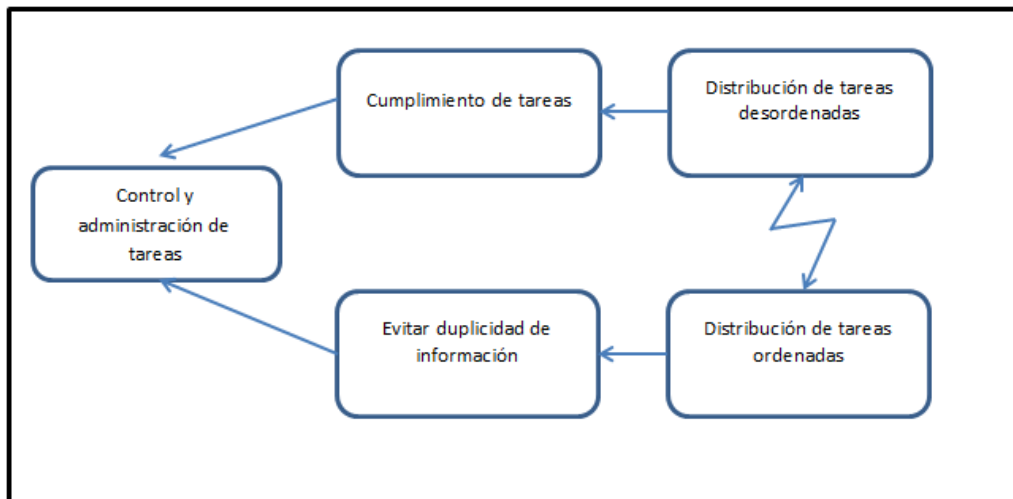 Cumplimiento de tareas
Distribución de tareas
desordenadas
Control y
administración de
tareas
Evitar duplicidad de
información
Distribución de tareas
ordenadas